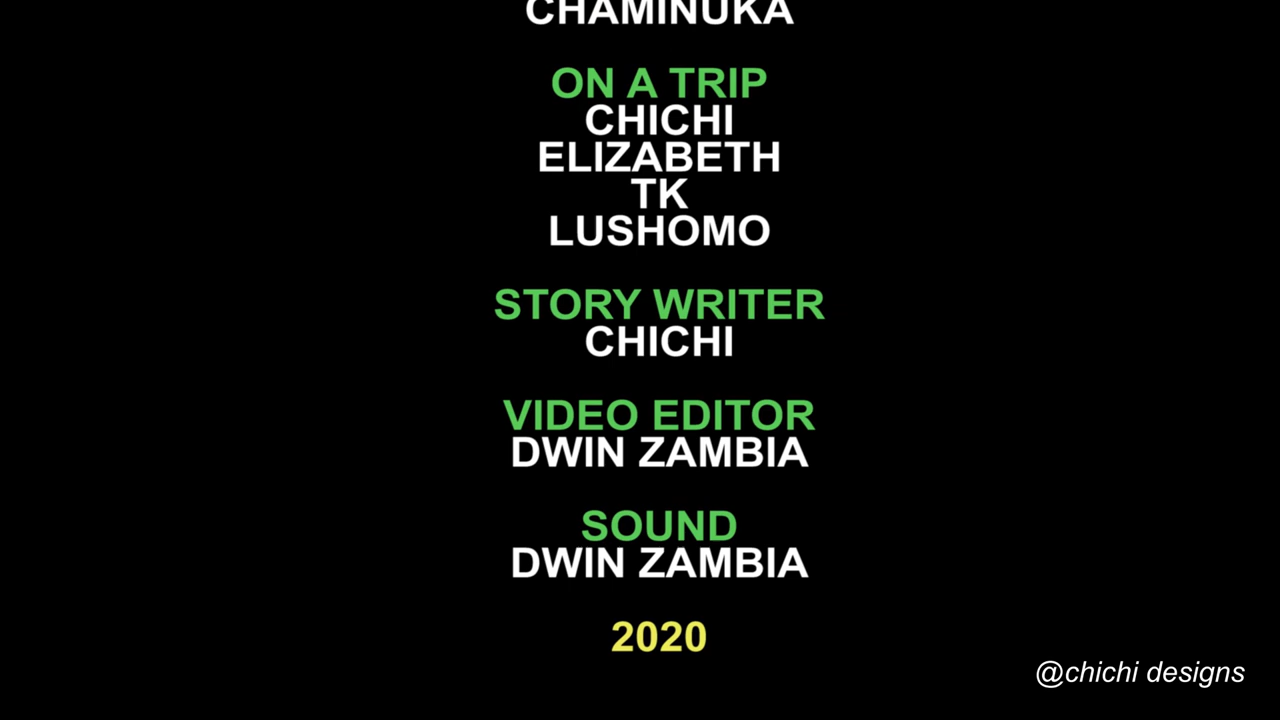 CHAMINUKA
ON A TRIP
CHICHI
ELIZABETH
TK
LUSHOMO
STORY WRITER
CHICHI
VIDEO EDITOR
DWIN ZAMBIA
SOUND
DWIN ZAMBIA
2020
@chichi designs